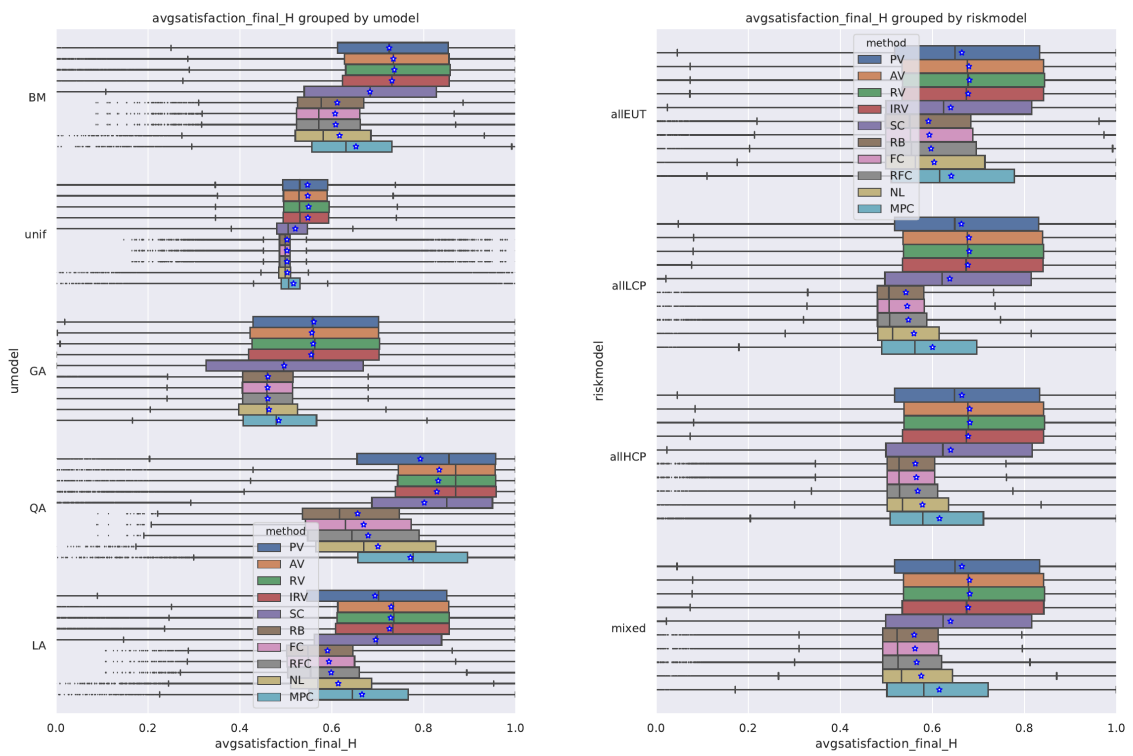 avgsatisfaction_final_H grouped by umodel
umodel
BM
unif
GA
QA
LA
method
PV
AV
RV
IRV
SC
RB
FC
RFC
NL
MPC
0.0 0.2 0.4 0.6 0.8 1.0
avgsatisfaction_final_H
avgsatisfaction_final_H grouped by riskmodel
riskmodel
allEUT
allLCP
allHCP
mixed
method
PV
AV
RV
IRV
SC
RB
FC
RFC
NL
MPC
0.0 0.2 0.4 0.6 0.8 1.0
avgsatisfaction_final_H